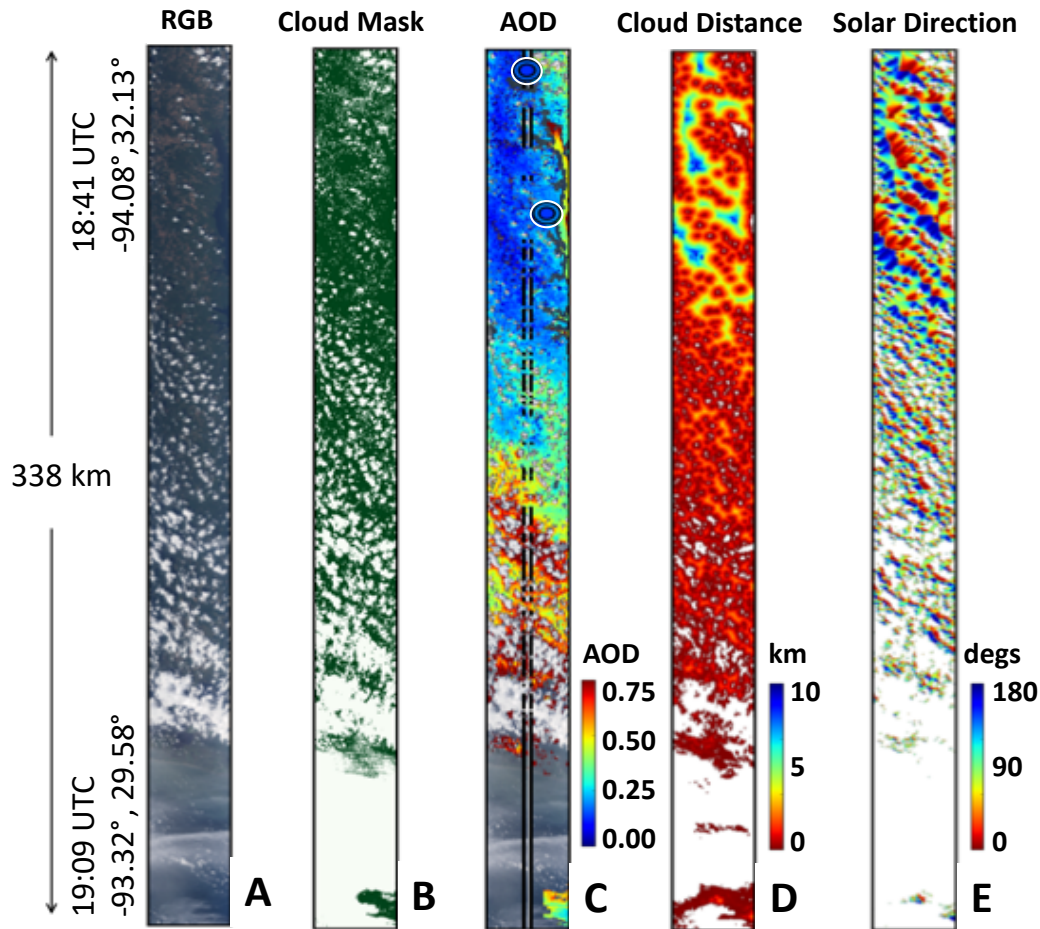 RGB
Cloud Mask
AOD
Cloud Distance
Solar Direction
18:41 UTC
-94.08°,32.13°
338 km
19:09 UTC
-93.32° , 29.58°
AOD
0.75
0.50
0.25
0.00
km
10
5
0
degs
180
90
0
A
B
C
D
E